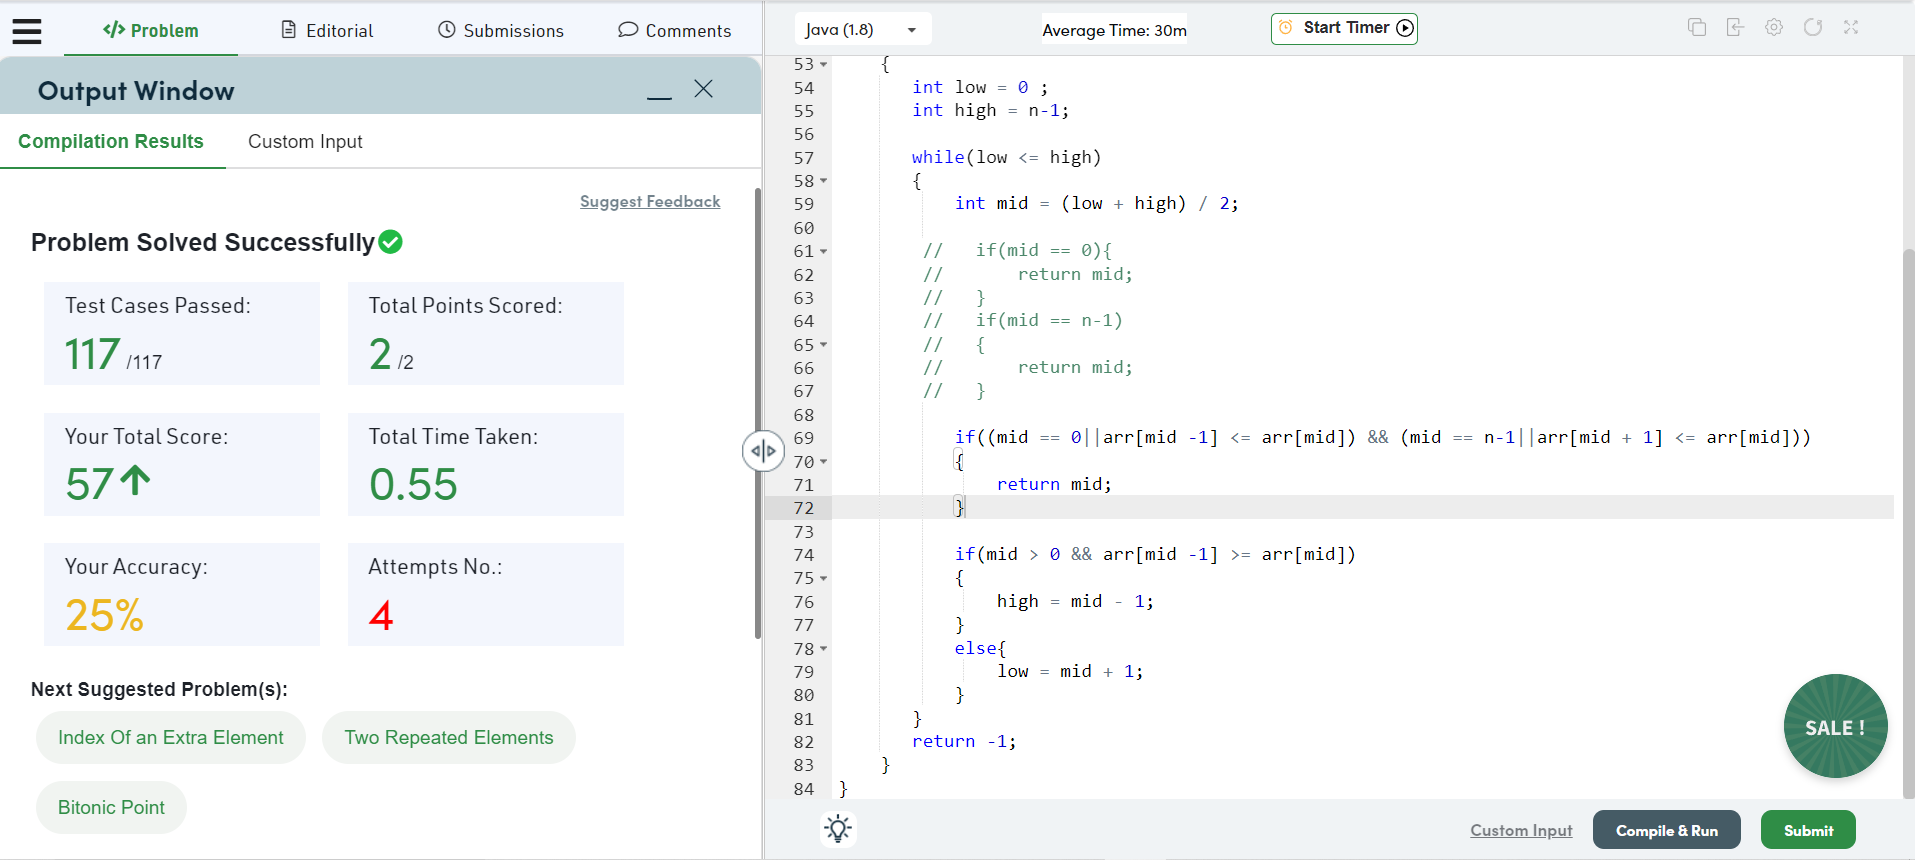 </> Problem
Editorial
Submissions
Comments
Output Window
Compilation Results
Custom Input
Suggest Feedback
Problem Solved Successfully
Test Cases Passed:
117 /117
Total Points Scored:
2 /2
Your Total Score:
57
Total Time Taken:
0.55
Your Accuracy:
25%
Attempts No.:
4
Next Suggested Problem(s):
Index Of an Extra Element
Two Repeated Elements
Bitonic Point
Java (1.8)
Average Time: 30m
Start Timer
53 {
54 int low = 0 ;
55 int high = n-1;
56
57 while(low <= high)
58 {
59 int mid = (low + high) / 2;
60
61 // if(mid == 0){
62 // return mid;
63 // }
64 // if(mid == n-1)
65 // {
66 // return mid;
67 // }
68
69 if((mid == 0||arr[mid -1] <= arr[mid]) && (mid == n-1||arr[mid + 1] <= arr[mid]))
70 {
71 return mid;
72 }
73
74 if(mid > 0 && arr[mid -1] >= arr[mid])
75 {
76 high = mid - 1;
77 }
78 else{
79 low = mid + 1;
80 }
81 }
82 return -1;
83 }
84 }
SALE !
Custom Input
Compile & Run
Submit